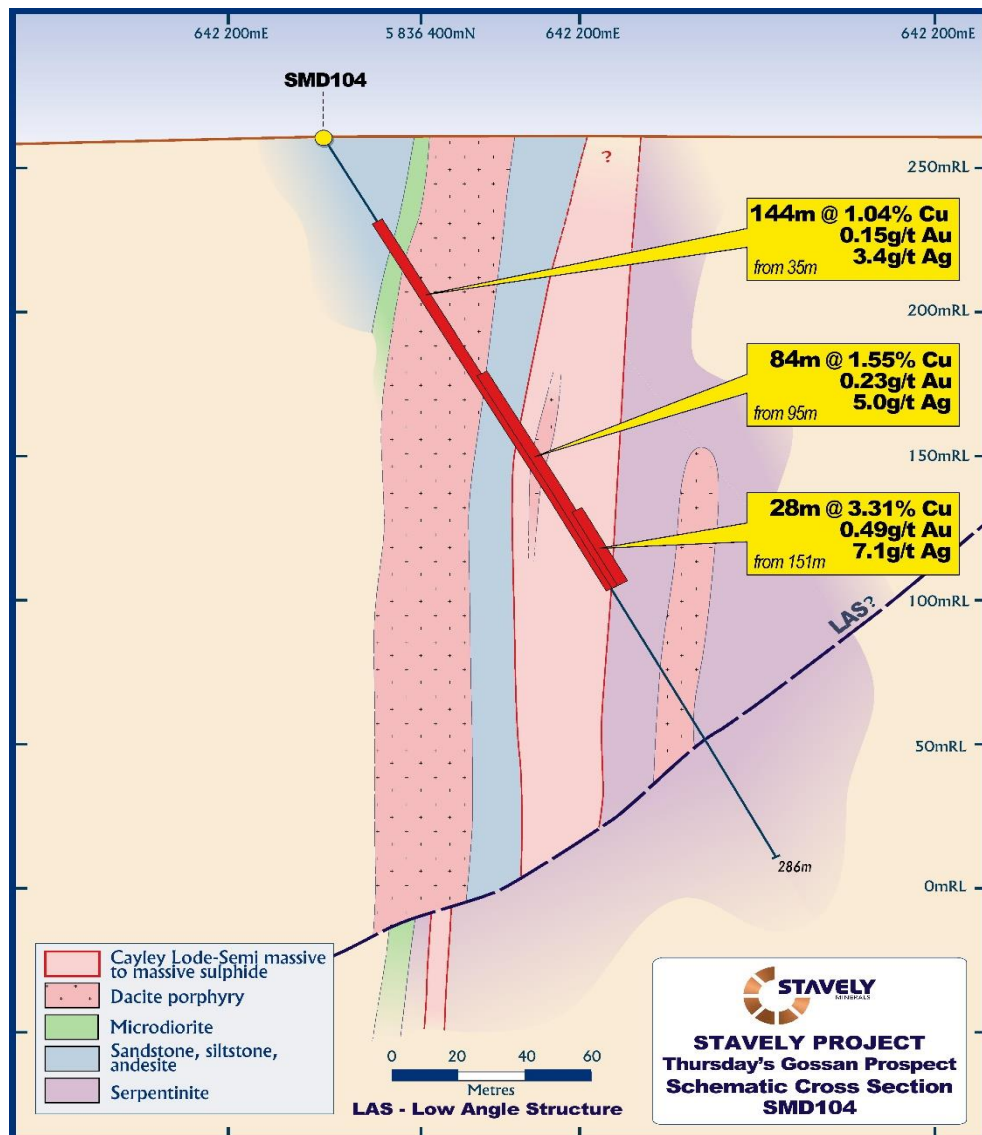 642 200mE
5 836 400mN
642 200mE
642 200mE
SMD104
?
250mRL
144m @ 1.04% Cu
0.15g/t Au
3.4g/t Ag
from 35m
200mRL
84m @ 1.55% Cu
0.23g/t Au
5.0g/t Ag
from 95m
150mRL
28m @ 3.31% Cu
0.49g/t Au
7.1g/t Ag
from 151m
100mRL
LAS?
50mRL
286m
0mRL
Cayley Lode-Semi massive
to massive sulphide
Dacite porphyry
Microdiorite
Sandstone, siltstone,
andesite
Serpentinite
0 20 40 60
Metres
LAS - Low Angle Structure
STAVELY
MINERALS
STAVELY PROJECT
Thursday's Gossan Prospect
Schematic Cross Section
SMD104